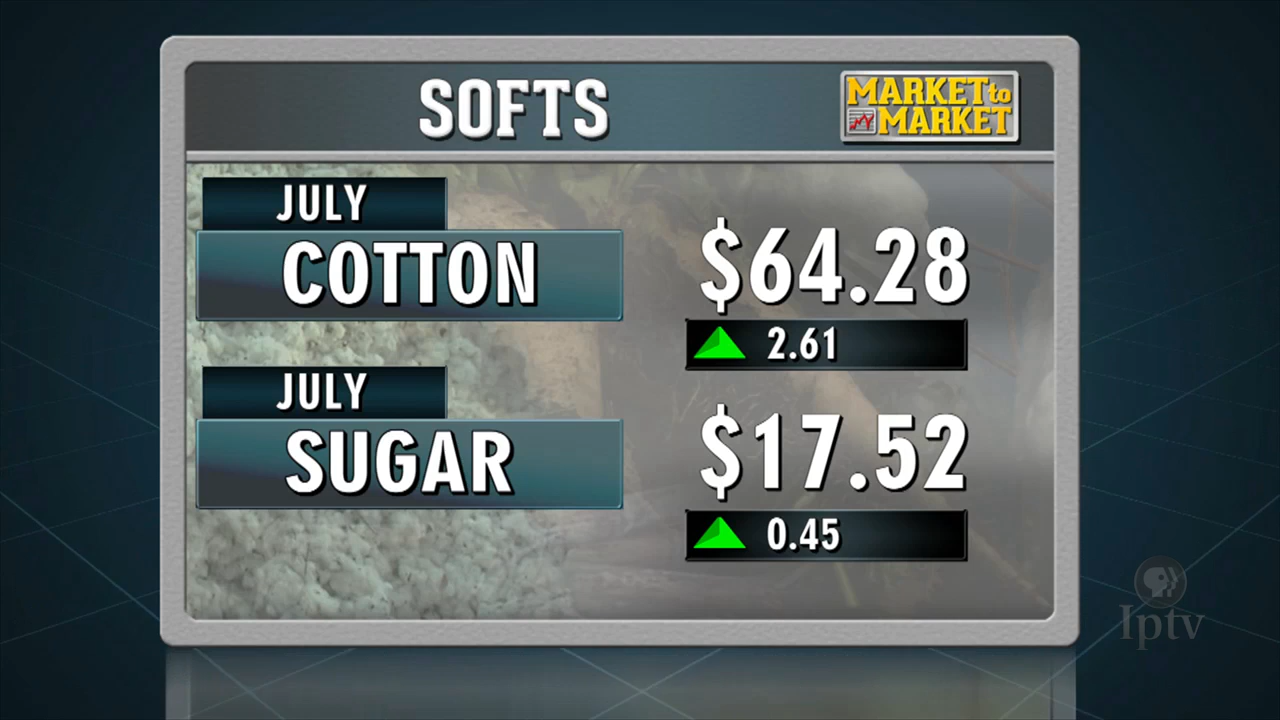 SOFTS
MARKET to
MARKET
JULY
COTTON
$64.28
2.61
JULY
SUGAR
$17.52
0.45
Iptv